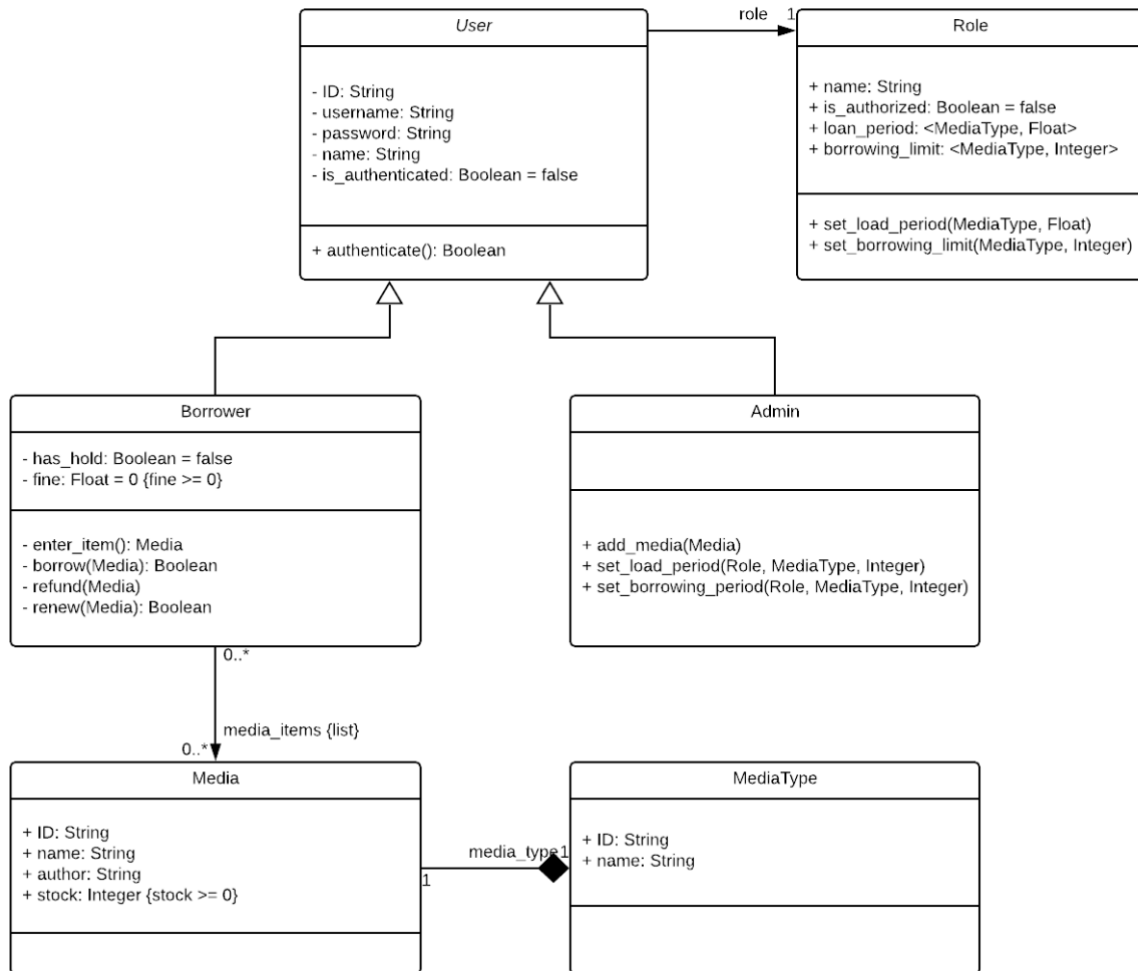 User
- ID: String
- username: String
- password: String
- name: String
- is_authenticated: Boolean = false
+ authenticate(): Boolean
role 1
Role
+ name: String
+ is_authorized: Boolean = false
+ loan_period: <MediaType, Float>
+ borrowing_limit: <MediaType, Integer>
+ set_load_period(MediaType, Float)
+ set_borrowing_limit(MediaType, Integer)
Borrower
- has_hold: Boolean = false
- fine: Float = 0 {fine >= 0}
- enter_item(): Media
- borrow(Media): Boolean
- refund(Media)
- renew(Media): Boolean
Admin
+ add_media(Media)
+ set_load_period(Role, MediaType, Integer)
+ set_borrowing_period(Role, MediaType, Integer)
0..*
media_items {list}
0..*
Media
+ ID: String
+ name: String
+ author: String
+ stock: Integer {stock >= 0}
media_type 1
1
MediaType
+ ID: String
+ name: String